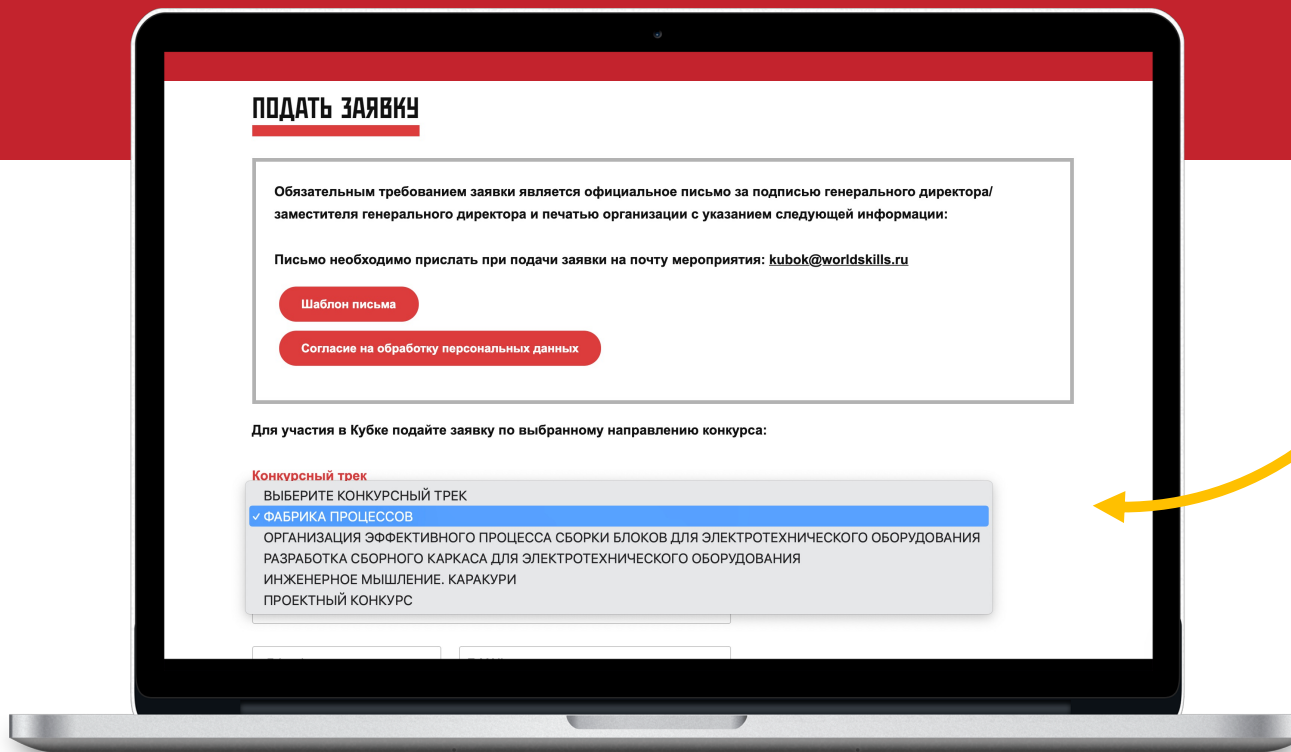 ПОДАТЬ ЗАЯВКУ
Обязательным требованием заявки является официальное письмо за подписью генерального директора/
заместителя генерального директора и печатью организации с указанием следующей информации:
Письмо необходимо прислать при подачи заявки на почту мероприятия: kubok@worldskills.ru
Шаблон письма
Согласие на обработку персональных данных
Для участия в Кубке подайте заявку по выбранному направлению конкурса:
Конкурсный трек
ВЫБЕРИТЕ КОНКУРСНЫЙ ТРЕК
✓ ФАБРИКА ПРОЦЕССОВ
ОРГАНИЗАЦИЯ ЭФФЕКТИВНОГО ПРОЦЕССА СБОРКИ БЛОКОВ ДЛЯ ЭЛЕКТРОТЕХНИЧЕСКОГО ОБОРУДОВАНИЯ
РАЗРАБОТКА СБОРНОГО КАРКАСА ДЛЯ ЭЛЕКТРОТЕХНИЧЕСКОГО ОБОРУДОВАНИЯ
ИНЖЕНЕРНОЕ МЫШЛЕНИЕ. КАРАКУРИ
ПРОЕКТНЫЙ КОНКУРС